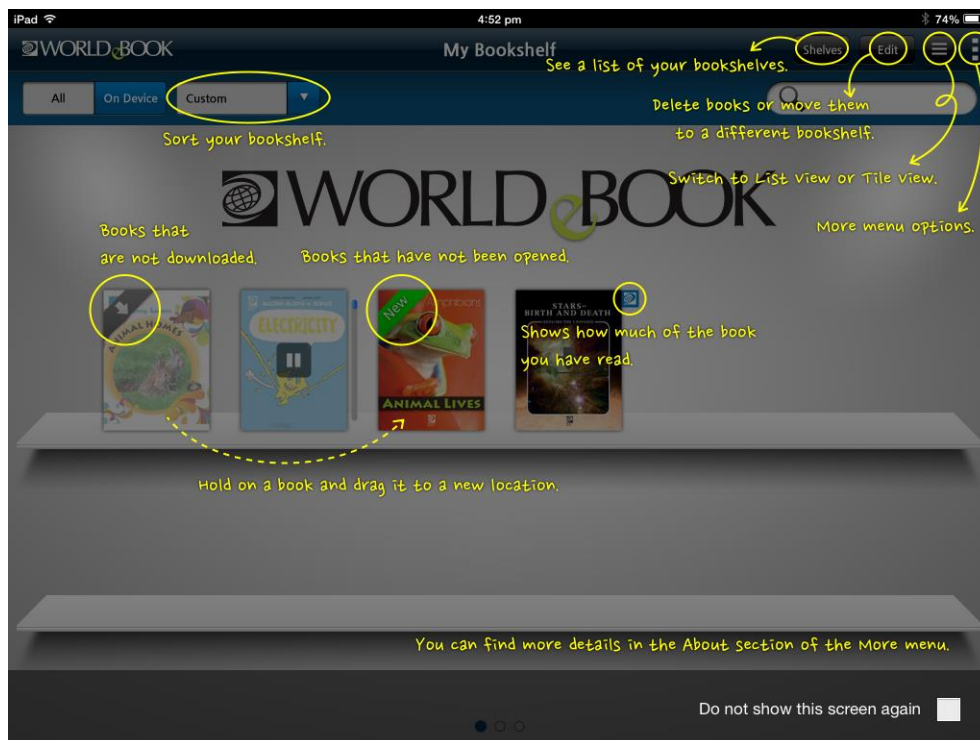 iPad 4:52 pm 74%
WORLD eBOOK My Bookshelf Shelves Edit
See a list of your bookshelves.
All On Device Custom
Delete books or move them
to a different bookshelf.
Sort your bookshelf.
Switch to List View or Tile View.
WORLD eBOOK
More menu options.
Books that
are not downloaded.
Books that have not been opened.
ANIMAL HOMES
ELECTRICITY
New
Amphibians
ANIMAL LIVES
STARS–
BIRTH AND DEATH
Shows how much of the book
you have read.
Hold on a book and drag it to a new location.
You can find more details in the About section of the More menu.
Do not show this screen again